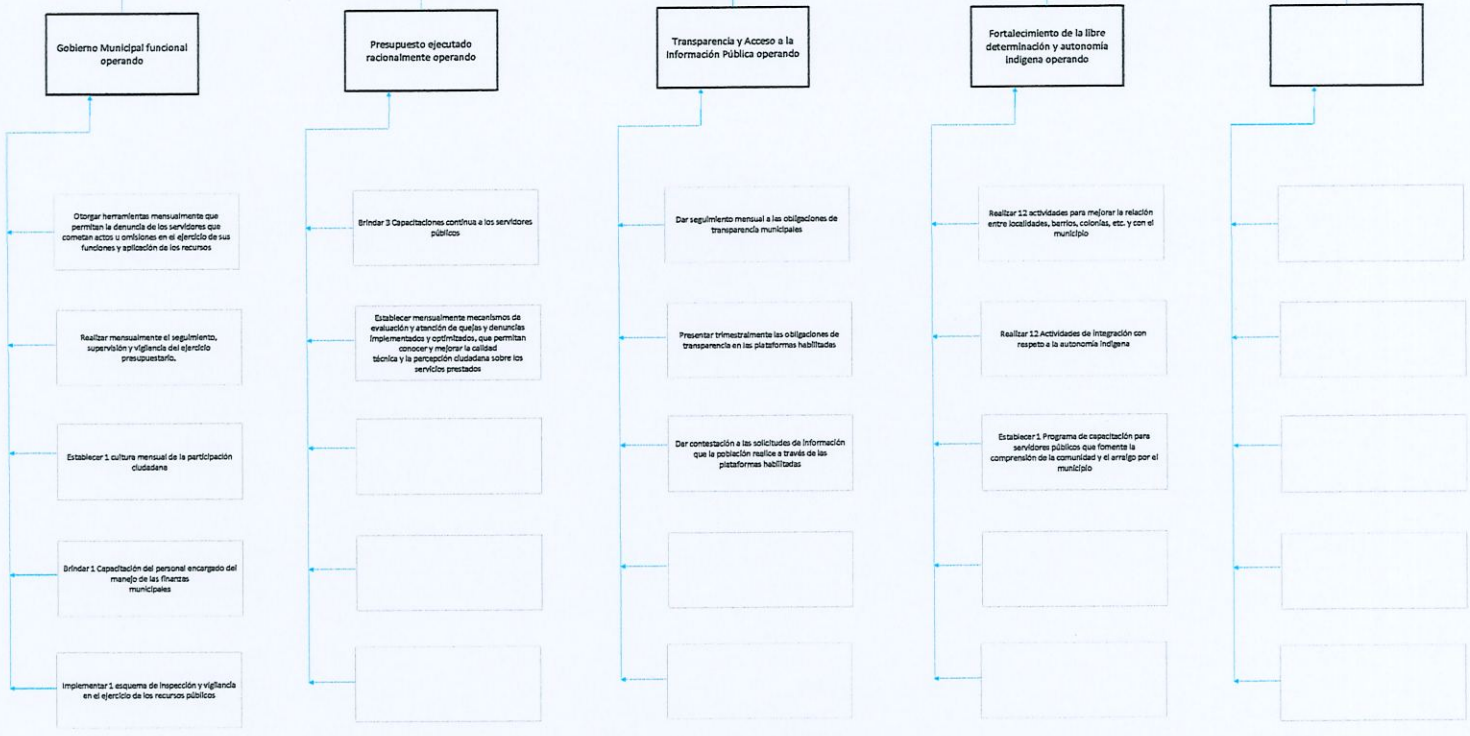 Gobierno Municipal funcional
operando
Presupuesto ejecutado
racionalmente operando
Transparencia y Acceso a la
Información Pública operando
Fortalecimiento de la libre
determinación y autonomía
indigena operando
Otorgar herramientas mensualmente que
permitan la denuncia de los servidores que
cometan actos u omisiones en el ejercicio de sus
funciones y aplicación de los recursos
Realizar mensualmente el seguimiento,
supervisión y vigilancia del ejercicio
presupuestario.
Establecer 1 cultura mensual de la participación
ciudadana
Brindar 1 Capacitación del personal encargado del
manejo de las finanzas
municipales
Implementar 1 esquema de inspección y vigilancia
en el ejercicio de los recursos públicos
Brindar 3 Capacitaciones continua a los servidores
públicos
Establecer mensualmente mecanismos de
evaluación y atención de quejas y denuncias
implementados y optimizados, que permitan
conocer y mejorar la calidad
técnica y la percepción ciudadana sobre los
servicios prestados
Dar seguimiento mensual a las obligaciones de
transparencia municipales
Presentar trimestralmente las obligaciones de
transparencia en las plataformas habilitadas
Dar contestación a las solicitudes de información
que la población realice a través de las
plataformas habilitadas
Realizar 12 actividades para mejorar la relación
entre localidades, barrios, colonias, etc. y con el
municipio
Realizar 12 Actividades de integración con
respeto a la autonomía indigena
Establecer 1 Programa de capacitación para
servidores públicos que fomente la
comprensión de la comunidad y el arraigo por el
municipio